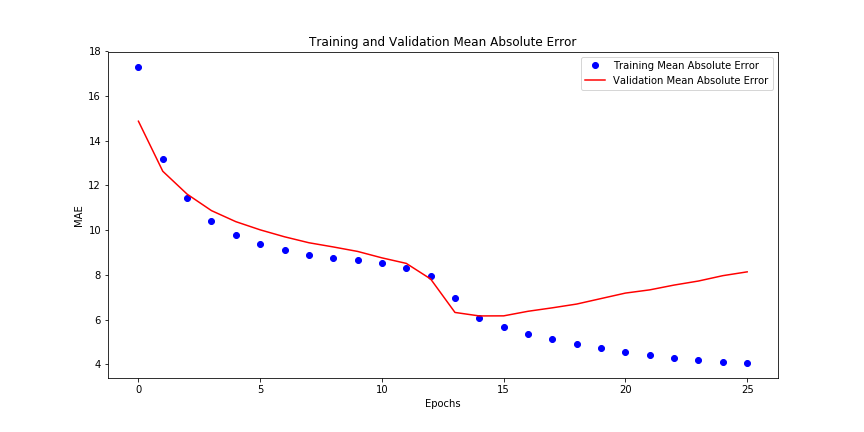 Training and Validation Mean Absolute Error
18
16
14
12
10
8
6
4
MAE
Training Mean Absolute Error
Validation Mean Absolute Error
0 5 10 15 20 25
Epochs